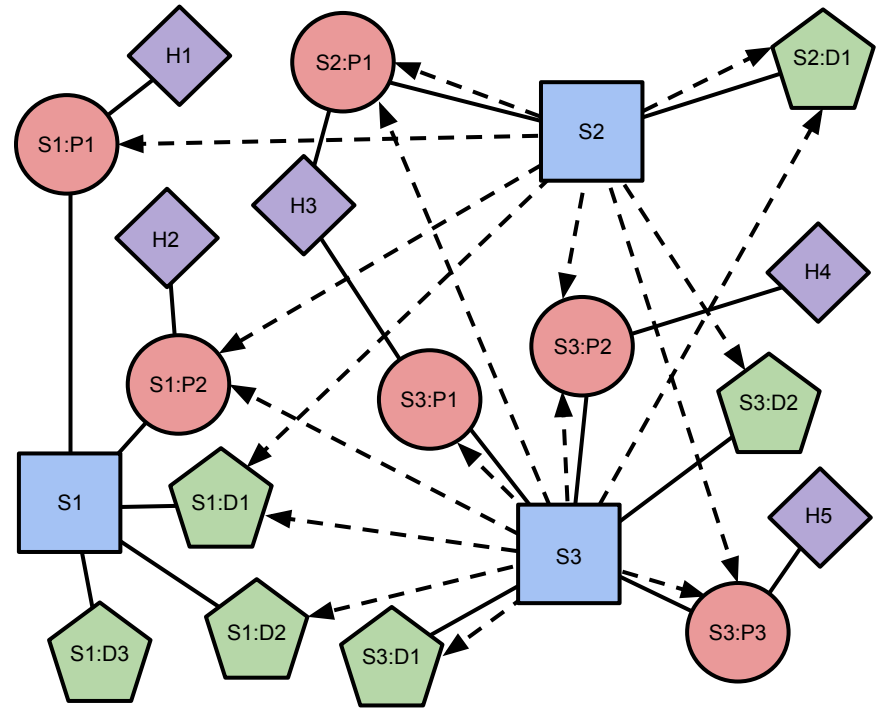 H1
S2:P1
S2:D1
S1:P1
S2
H3
H2
H4
S3:P2
S1:P2
S3:P1
S3:D2
S1
S1:D1
H5
S3
S1:D2
S3:P3
S1:D3
S3:D1